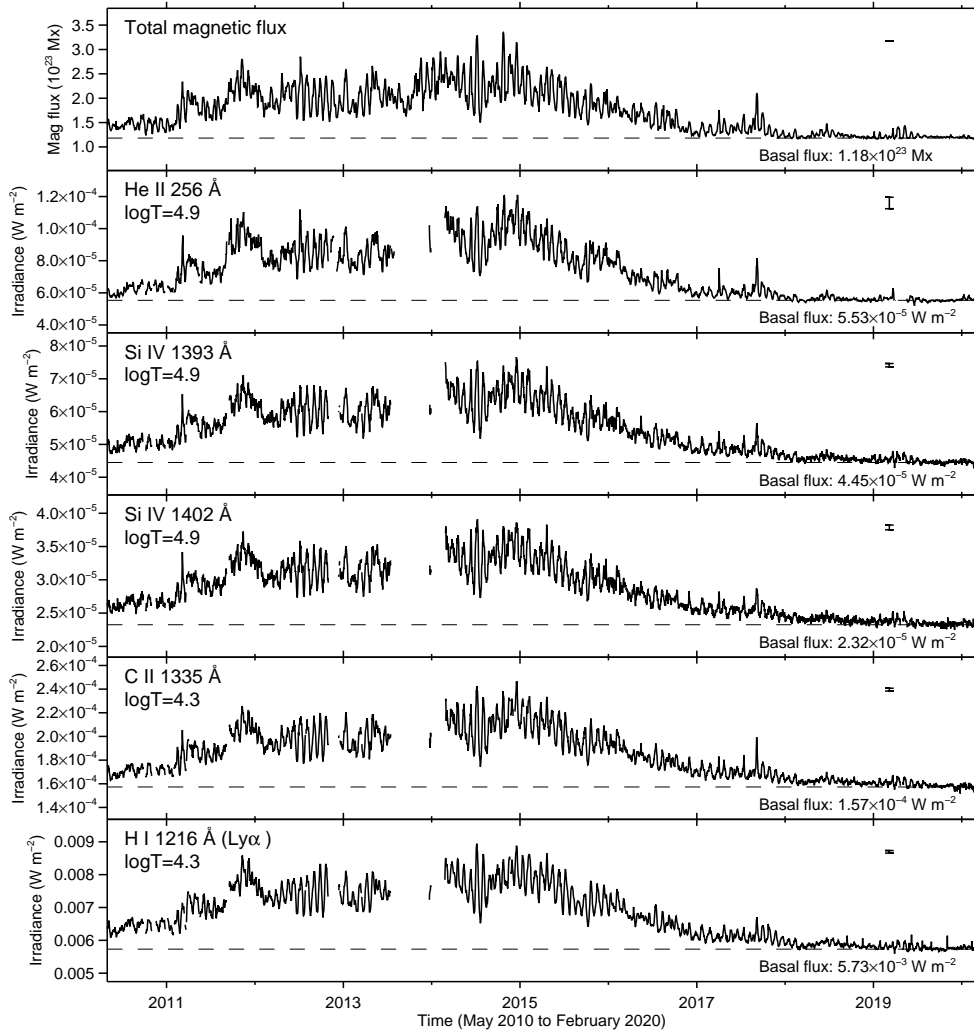 Total magnetic flux
Mag flux (10²³ Mx)
3.5
3.0
2.5
2.0
1.5
1.0
Basal flux: 1.18×10²³ Mx
He II 256 Å
logT=4.9
Irradiance (W m⁻²)
1.2×10⁻⁴
1.0×10⁻⁴
8.0×10⁻⁵
6.0×10⁻⁵
4.0×10⁻⁵
Basal flux: 5.53×10⁻⁵ W m⁻²
Si IV 1393 Å
logT=4.9
Irradiance (W m⁻²)
8×10⁻⁵
7×10⁻⁵
6×10⁻⁵
5×10⁻⁵
4×10⁻⁵
Basal flux: 4.45×10⁻⁵ W m⁻²
Si IV 1402 Å
logT=4.9
Irradiance (W m⁻²)
4.0×10⁻⁵
3.5×10⁻⁵
3.0×10⁻⁵
2.5×10⁻⁵
2.0×10⁻⁵
Basal flux: 2.32×10⁻⁵ W m⁻²
C II 1335 Å
logT=4.3
Irradiance (W m⁻²)
2.6×10⁻⁴
2.4×10⁻⁴
2.2×10⁻⁴
2.0×10⁻⁴
1.8×10⁻⁴
1.6×10⁻⁴
1.4×10⁻⁴
Basal flux: 1.57×10⁻⁴ W m⁻²
H I 1216 Å (Lyα )
logT=4.3
Irradiance (W m⁻²)
0.009
0.008
0.007
0.006
0.005
Basal flux: 5.73×10⁻³ W m⁻²
2011 2013 2015 2017 2019
Time (May 2010 to February 2020)